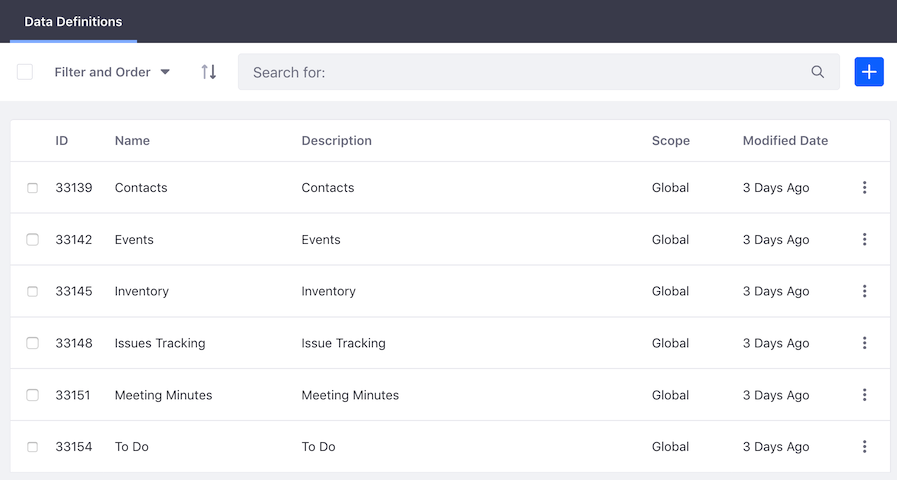 Data Definitions
Filter and Order
Search for:
ID Name Description Scope Modified Date
33139 Contacts Contacts Global 3 Days Ago
33142 Events Events Global 3 Days Ago
33145 Inventory Inventory Global 3 Days Ago
33148 Issues Tracking Issue Tracking Global 3 Days Ago
33151 Meeting Minutes Meeting Minutes Global 3 Days Ago
33154 To Do To Do Global 3 Days Ago